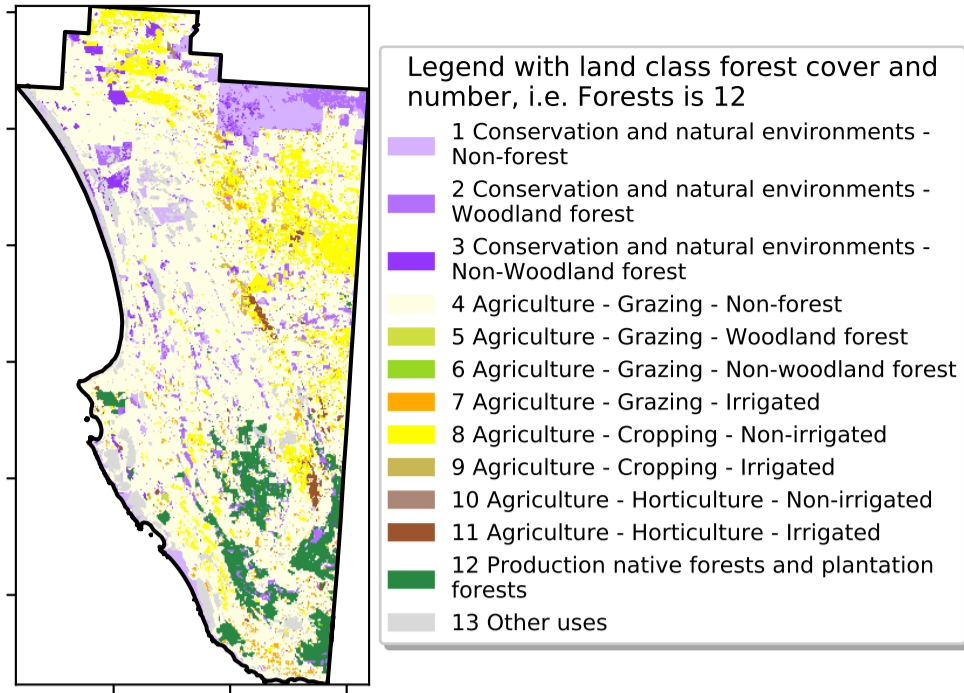 Legend with land class forest cover and
number, i.e. Forests is 12
1 Conservation and natural environments -
Non-forest
2 Conservation and natural environments -
Woodland forest
3 Conservation and natural environments -
Non-Woodland forest
4 Agriculture - Grazing - Non-forest
5 Agriculture - Grazing - Woodland forest
6 Agriculture - Grazing - Non-woodland forest
7 Agriculture - Grazing - Irrigated
8 Agriculture - Cropping - Non-irrigated
9 Agriculture - Cropping - Irrigated
10 Agriculture - Horticulture - Non-irrigated
11 Agriculture - Horticulture - Irrigated
12 Production native forests and plantation
forests
13 Other uses